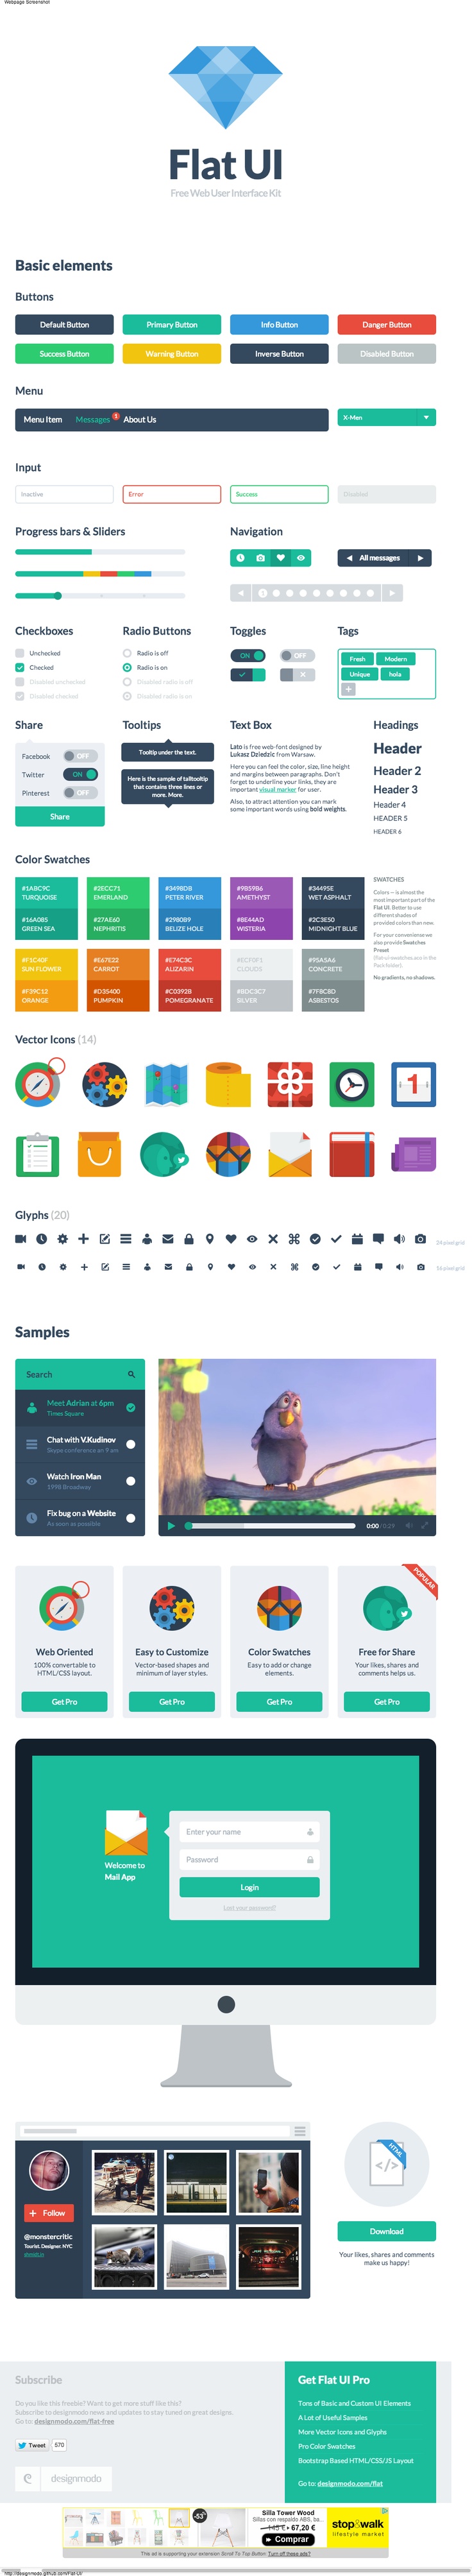 Webpage Screenshot
Flat UI
Free Web User Interface Kit
Basic elements
Buttons
Default Button
Primary Button
Info Button
Danger Button
Success Button
Warning Button
Inverse Button
Disabled Button
Menu
Menu Item
Messages
1
About Us
X-Men
Input
Inactive
Error
Success
Disabled
Progress bars & Sliders
Navigation
All messages
Checkboxes
Radio Buttons
Toggles
Tags
Unchecked
Checked
Disabled unchecked
Disabled checked
Radio is off
Radio is on
Disabled radio is off
Disabled radio is on
ON
OFF
Fresh
Modern
Unique
hola
Share
Tooltips
Text Box
Headings
Facebook
OFF
Twitter
ON
Pinterest
OFF
Share
Tooltip under the text.
Here is the sample of talltooltip
that contains three lines or
more. More.
Lato is free web-font designed by
Lukasz Dziedzic from Warsaw.
Here you can feel the color, size, line height
and margins between paragraphs. Don't
forget to underline your links, they are
important visual marker for user.
Also, to attract attention you can mark
some important words using bold weights.
Header
Header 2
Header 3
Header 4
HEADER 5
HEADER 6
Color Swatches
#1ABC9C
TURQUOISE
#16A085
GREEN SEA
#2ECC71
EMERLAND
#27AE60
NEPHRITIS
#3498DB
PETER RIVER
#2980B9
BELIZE HOLE
#9B59B6
AMETHYST
#8E44AD
WISTERIA
#34495E
WET ASPHALT
#2C3E50
MIDNIGHT BLUE
#F1C40F
SUN FLOWER
#F39C12
ORANGE
#E67E22
CARROT
#D35400
PUMPKIN
#E74C3C
ALIZARIN
#C0392B
POMEGRANATE
#ECF0F1
CLOUDS
#BDC3C7
SILVER
#95A5A6
CONCRETE
#7F8C8D
ASBESTOS
SWATCHES
Colors — is almost the
most important part of the
Flat UI. Better to use
different shades of
provided colors than new.
For your convenience we
also provide Swatches
Preset
(flat-ui-swatches.ase in the
Pack folder).
No gradients, no shadows.
Vector Icons (14)
1
Glyphs (20)
24 pixel grid
16 pixel grid
Samples
Search
Meet Adrian at 6pm
Times Square
Chat with V.Kudinov
Skype conference an 9 am
Watch Iron Man
1998 Broadway
Fix bug on a Website
As soon as possible
0:00 / 0:29
Web Oriented
100% convertable to
HTML/CSS layout.
Get Pro
Easy to Customize
Vector-based shapes and
minimum of layer styles.
Get Pro
Color Swatches
Easy to add or change
elements.
Get Pro
POPULAR
Free for Share
Your likes, shares and
comments helps us.
Get Pro
Welcome to
Mail App
Enter your name
Password
Login
Lost your password?
Follow
@monstercritic
Tourist. Designer. NYC
HTML
</>
Download
Your likes, shares and comments
make us happy!
Subscribe
Do you like this freebie? Want to get more stuff like this?
Subscribe to designmodo news and updates to stay tuned on great designs.
Go to: designmodo.com/flat-free
Tweet
570
designmodo
Get Flat UI Pro
Tons of Basic and Custom UI Elements
A Lot of Useful Samples
More Vector Icons and Glyphs
Pro Color Swatches
Bootstrap Based HTML/CSS/JS Layout
Go to: designmodo.com/flat
-53%
Silla Tower Wood
Sillas con respaldo ABS, ba...
145 € 67,20 €
Comprar
stop&walk
lifestyle market
This ad is supporting your extension Scroll To Top Button Turn off these ads?
http://designmodo.github.com/Flat-UI/